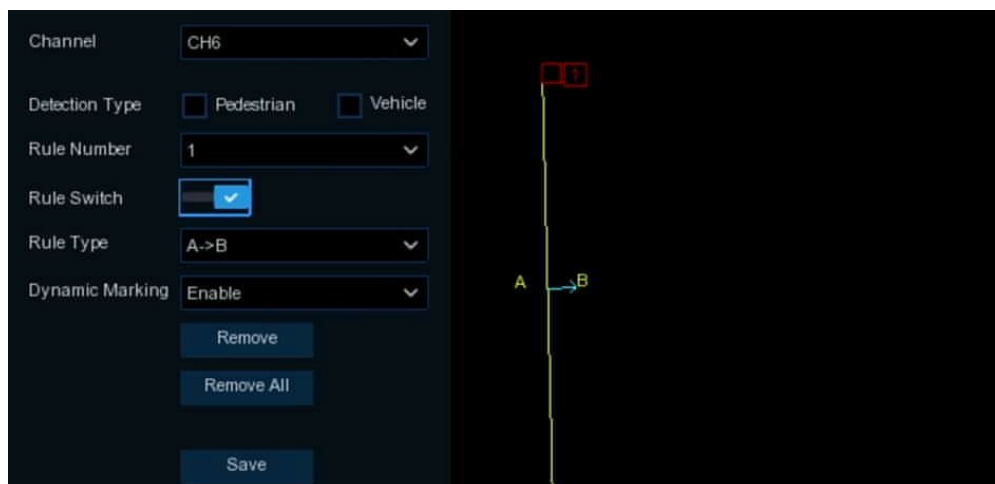 Channel CH6
1
Detection Type Pedestrian Vehicle
Rule Number 1
Rule Switch
Rule Type A->B
Dynamic Marking Enable
A B
Remove
Remove All
Save